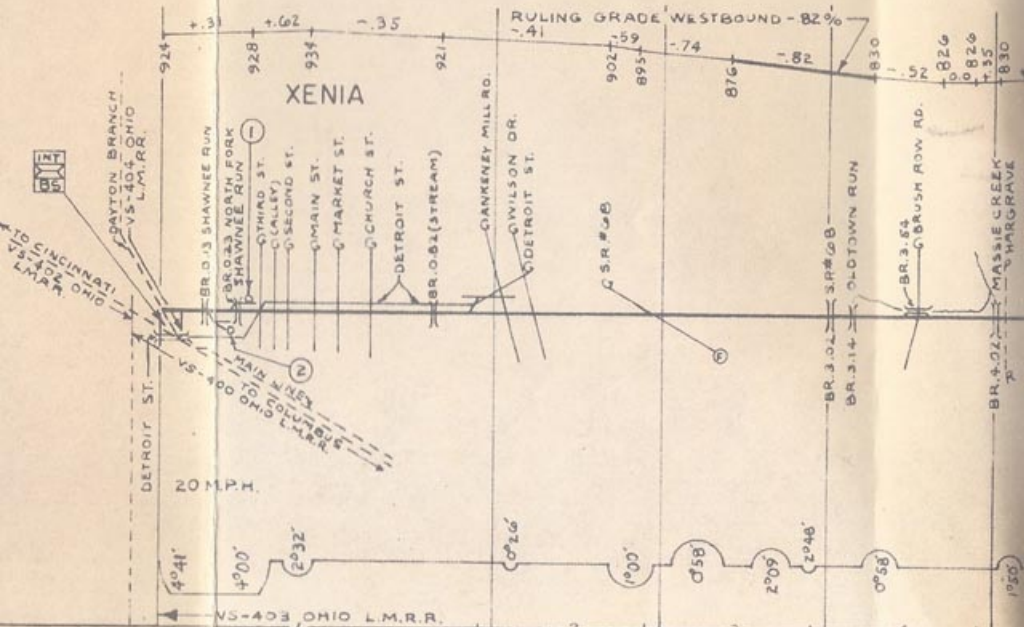 RULING GRADE WESTBOUND -.82%
+.31
+.62
-.35
-.41
-.59
-.74
-.82
-.52
0.0
+.35
924
928
934
921
902
895
876
830
826
826
830
XENIA
INT
BS
DAYTON BRANCH
VS-404 OHIO
L.M.RR.
TO CINCINNATI
VS-402 OHIO
L.M.R.R.
BR.0.13 SHAWNEE RUN
BR.0.23 NORTH FORK
SHAWNEE RUN
1
THIRD ST.
(ALLEY)
SECOND ST.
MAIN ST.
MARKET ST.
CHURCH ST.
DETROIT ST.
BR.0.82 (STREAM)
ANKENEY MILL RD.
WILSON DR.
DETROIT ST.
S.R.#68
E
BR.3.02 S.R.#68
BR.3.14 OLDTOWN RUN
BR.3.54
BRUSH ROW RD.
BR.4.02 MASSIE CREEK
TO HARGRAVE
2
MAIN LINES
TO COLUMBUS
VS-400 OHIO L.M.R.R.
DETROIT ST.
20 M.P.H.
4°41'
4°00'
2°32'
0°26'
1°00'
0°58'
2°09'
2°48'
0°58'
1°50'
VS-403 OHIO L.M.R.R.